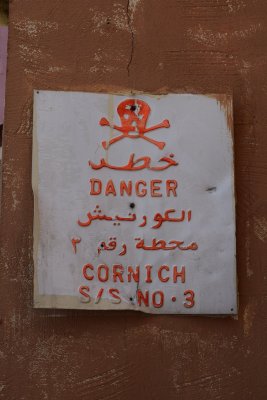 خطر
DANGER
الكورنيش
محطة رقم ٣
CORNICH
S/S NO·3